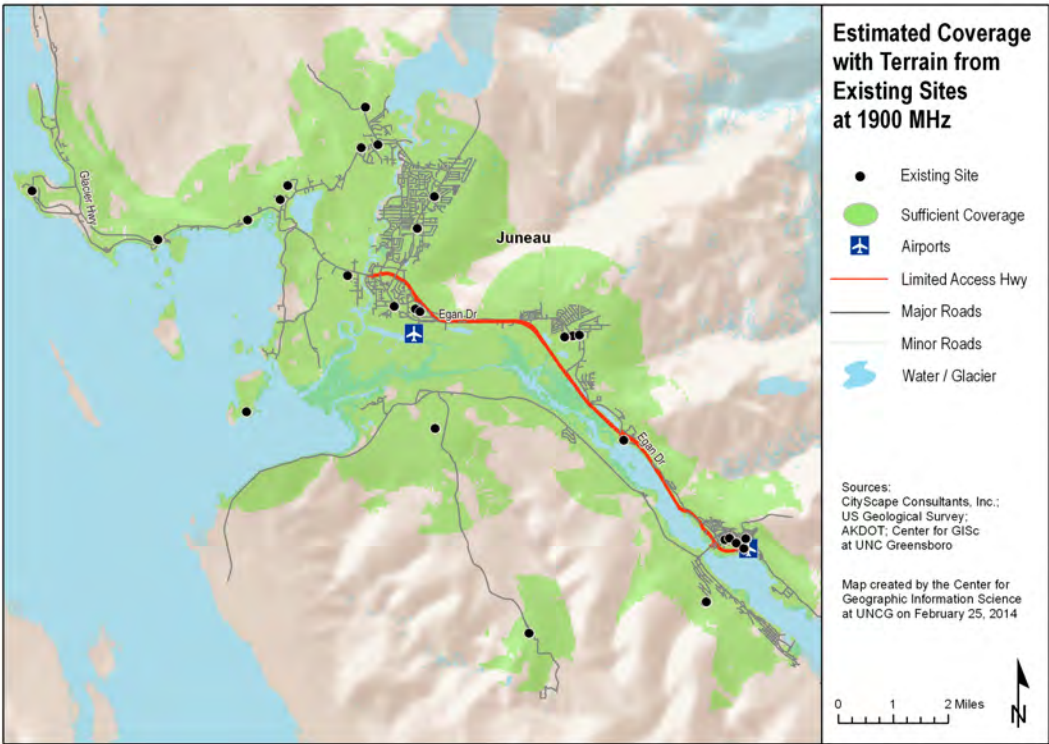 Estimated Coverage
with Terrain from
Existing Sites
at 1900 MHz
Existing Site
Sufficient Coverage
Airports
Limited Access Hwy
Major Roads
Minor Roads
Water / Glacier
Sources:
CityScape Consultants, Inc.;
US Geological Survey;
AKDOT; Center for GISc
at UNC Greensboro
Map created by the Center for
Geographic Information Science
at UNCG on February 25, 2014
0 1 2 Miles
N
Glacier Hwy
Juneau
Egan Dr
Egan Dr